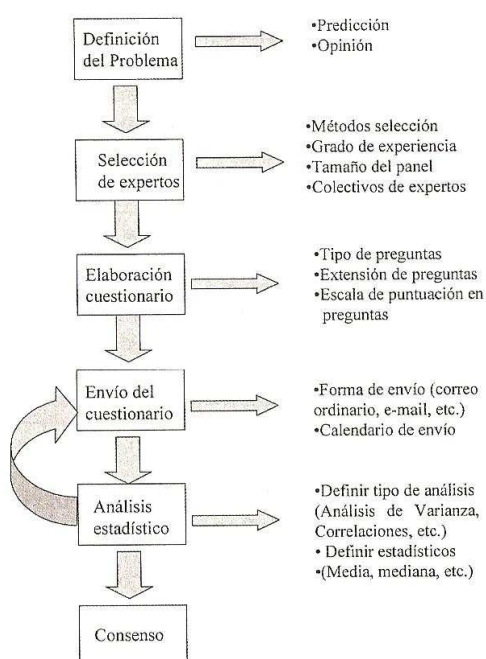 Definición
del Problema
•Predicción
•Opinión
Selección
de expertos
•Métodos selección
•Grado de experiencia
•Tamaño del panel
•Colectivos de expertos
Elaboración
cuestionario
•Tipo de preguntas
•Extensión de preguntas
•Escala de puntuación en
preguntas
Envío del
cuestionario
•Forma de envío (correo
ordinario, e-mail, etc.)
•Calendario de envío
Análisis
estadístico
•Definir tipo de análisis
(Análisis de Varianza,
Correlaciones, etc.)
• Definir estadísticos
•(Media, mediana, etc.)
Consenso